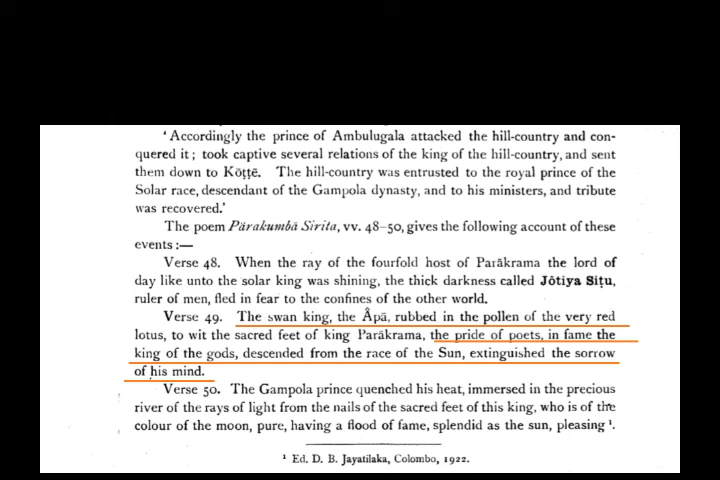 ‘Accordingly the prince of Ambulugala attacked the hill-country and con-
quered it; took captive several relations of the king of the hill-country, and sent
them down to Kōṭṭē. The hill-country was entrusted to the royal prince of the
Solar race, descendant of the Gampola dynasty, and to his ministers, and tribute
was recovered.’
The poem Pärakumbā Sirita, vv. 48–50, gives the following account of these
events :—
Verse 48. When the ray of the fourfold host of Parākrama the lord of
day like unto the solar king was shining, the thick darkness called Jōtiya Siṭu,
ruler of men, fled in fear to the confines of the other world.
Verse 49. The swan king, the Âpā, rubbed in the pollen of the very red
lotus, to wit the sacred feet of king Parākrama, the pride of poets, in fame the
king of the gods, descended from the race of the Sun, extinguished the sorrow
of his mind.
Verse 50. The Gampola prince quenched his heat, immersed in the precious
river of the rays of light from the nails of the sacred feet of this king, who is of the
colour of the moon, pure, having a flood of fame, splendid as the sun, pleasing ¹.
¹ Ed. D. B. Jayatilaka, Colombo, 1922.